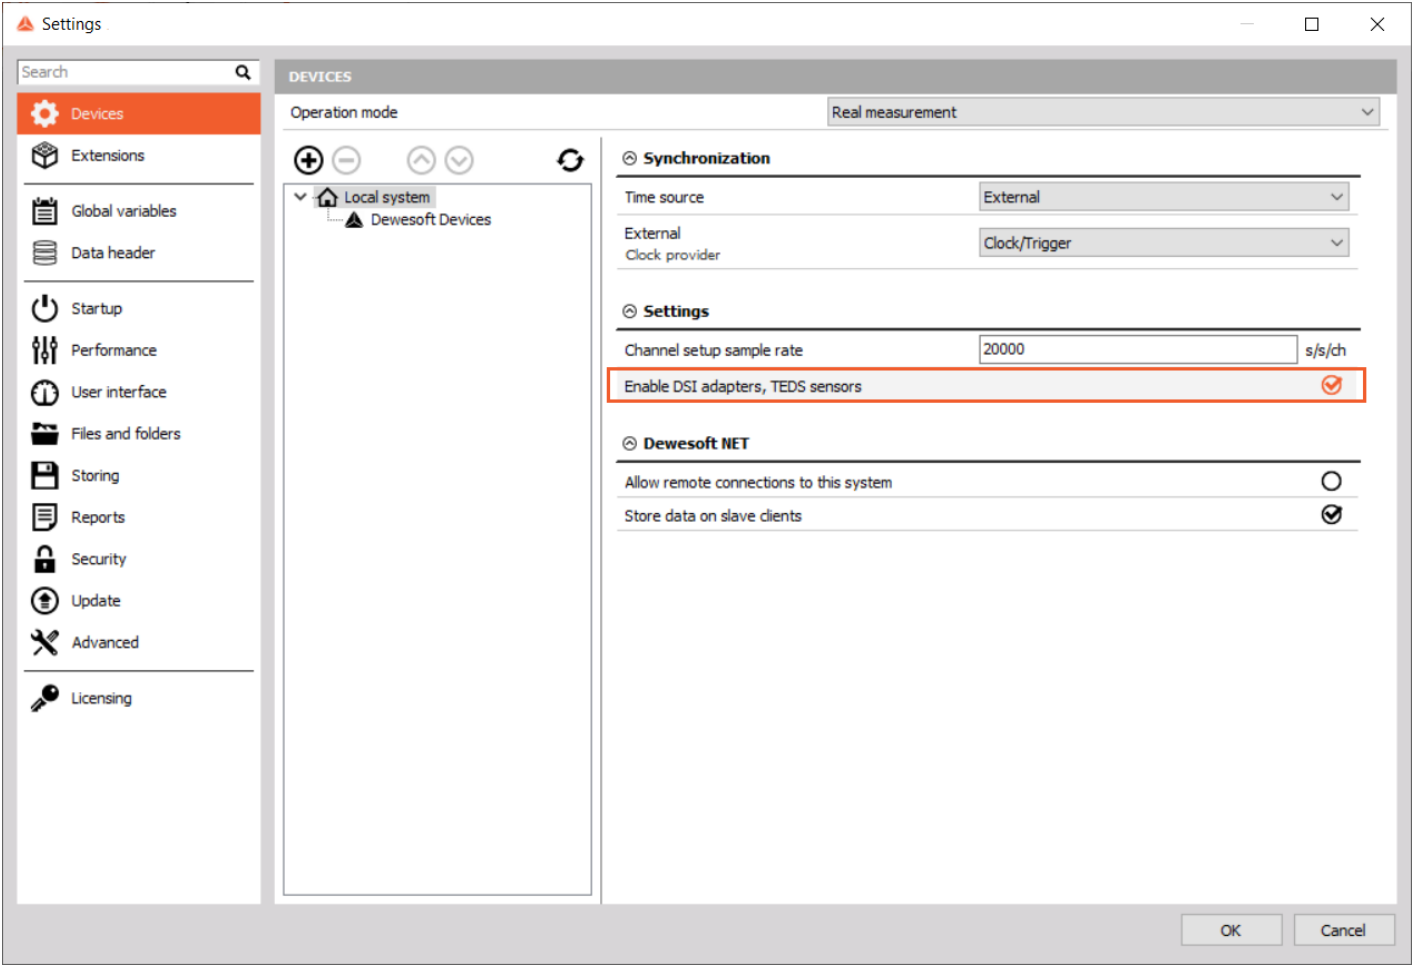 Settings
Search
Devices
Extensions
Global variables
Data header
Startup
Performance
User interface
Files and folders
Storing
Reports
Security
Update
Advanced
Licensing
DEVICES
Operation mode
Real measurement
Local system
Dewesoft Devices
Synchronization
Time source
External
External
Clock provider
Clock/Trigger
Settings
Channel setup sample rate
20000
s/s/ch
Enable DSI adapters, TEDS sensors
Dewesoft NET
Allow remote connections to this system
Store data on slave clients
OK
Cancel